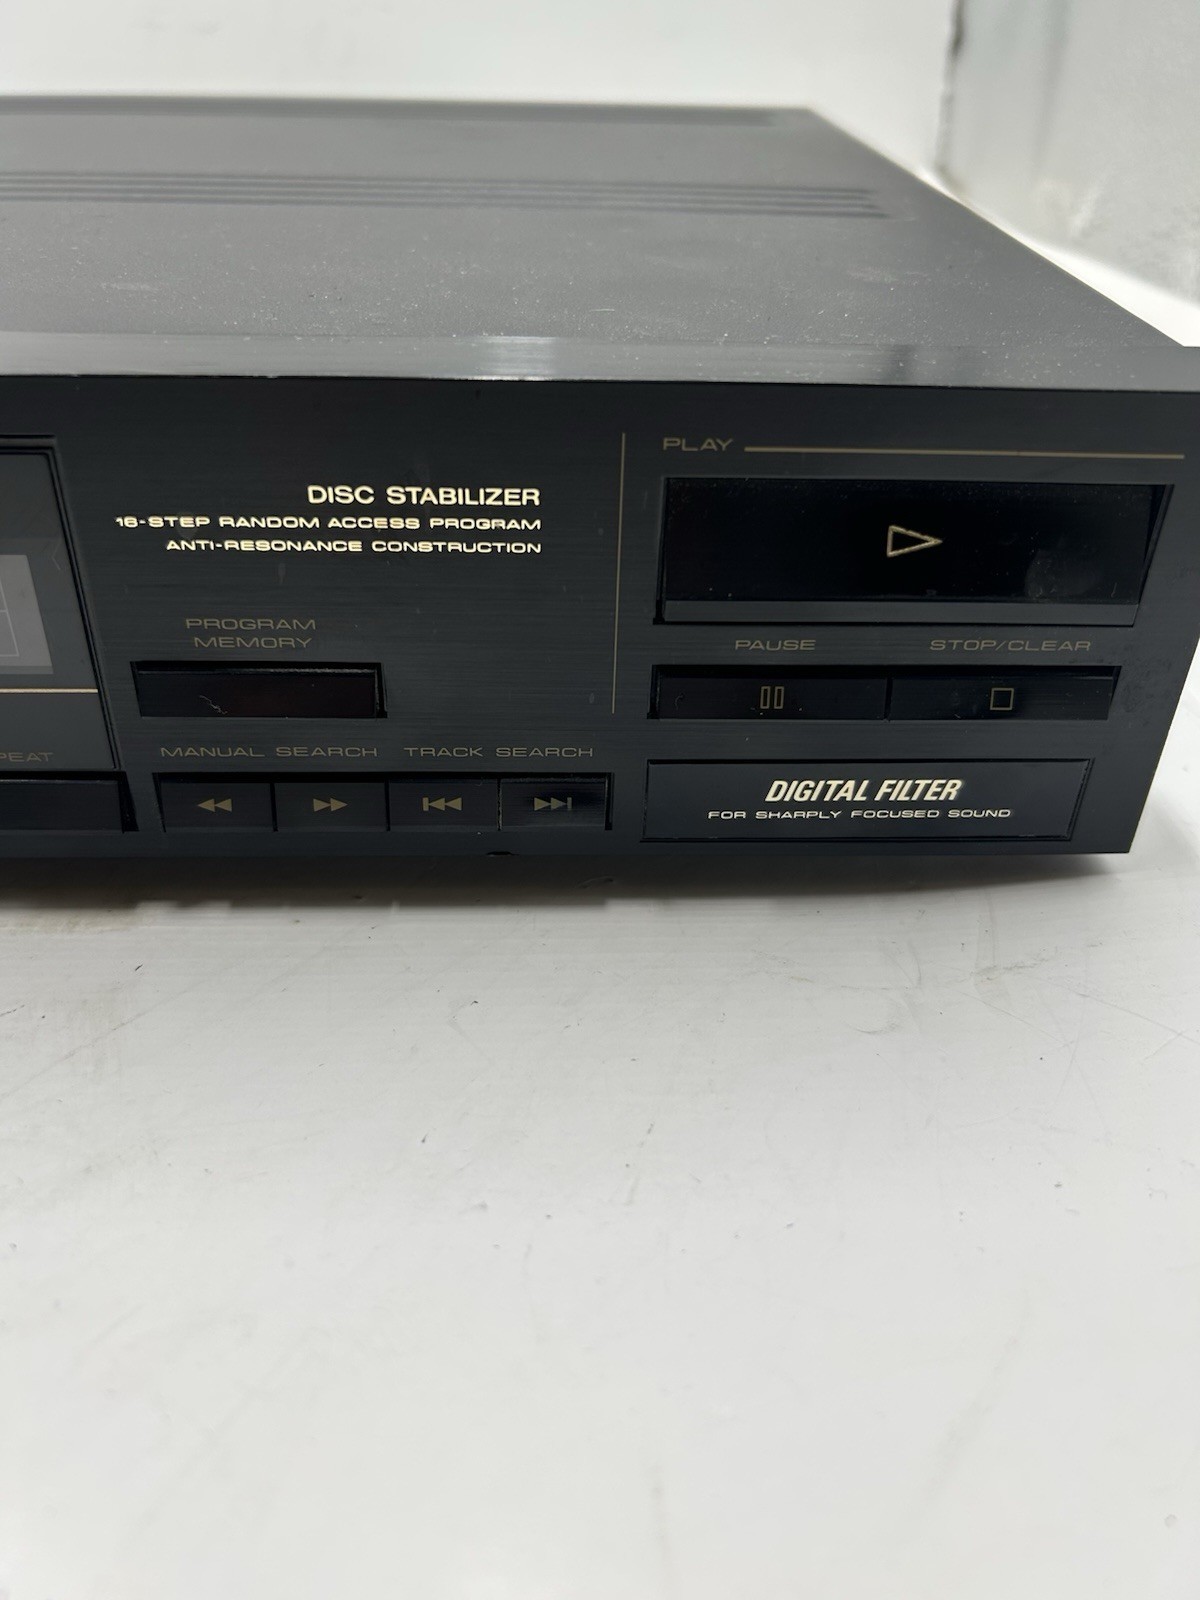 DISC STABILIZER
16-STEP RANDOM ACCESS PROGRAM
ANTI-RESONANCE CONSTRUCTION
PLAY
PROGRAM
MEMORY
PAUSE STOP/CLEAR
PEAT
MANUAL SEARCH TRACK SEARCH
DIGITAL FILTER
FOR SHARPLY FOCUSED SOUND